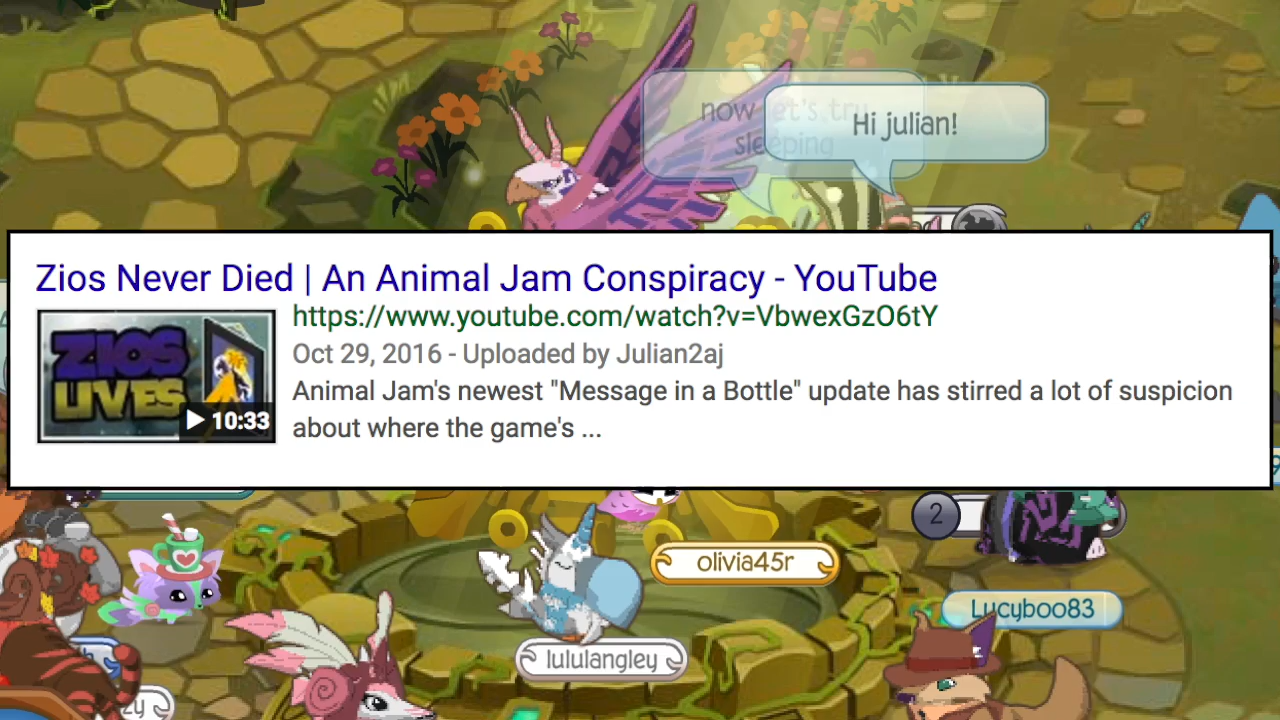 now let's try
sleeping
Hi julian!
Zios Never Died | An Animal Jam Conspiracy - YouTube
https://www.youtube.com/watch?v=VbwexGzO6tY
ZIOS
LIVES
10:33
Oct 29, 2016 - Uploaded by Julian2aj
Animal Jam's newest "Message in a Bottle" update has stirred a lot of suspicion
about where the game's ...
2
olivia45r
Lucyboo83
lululangley